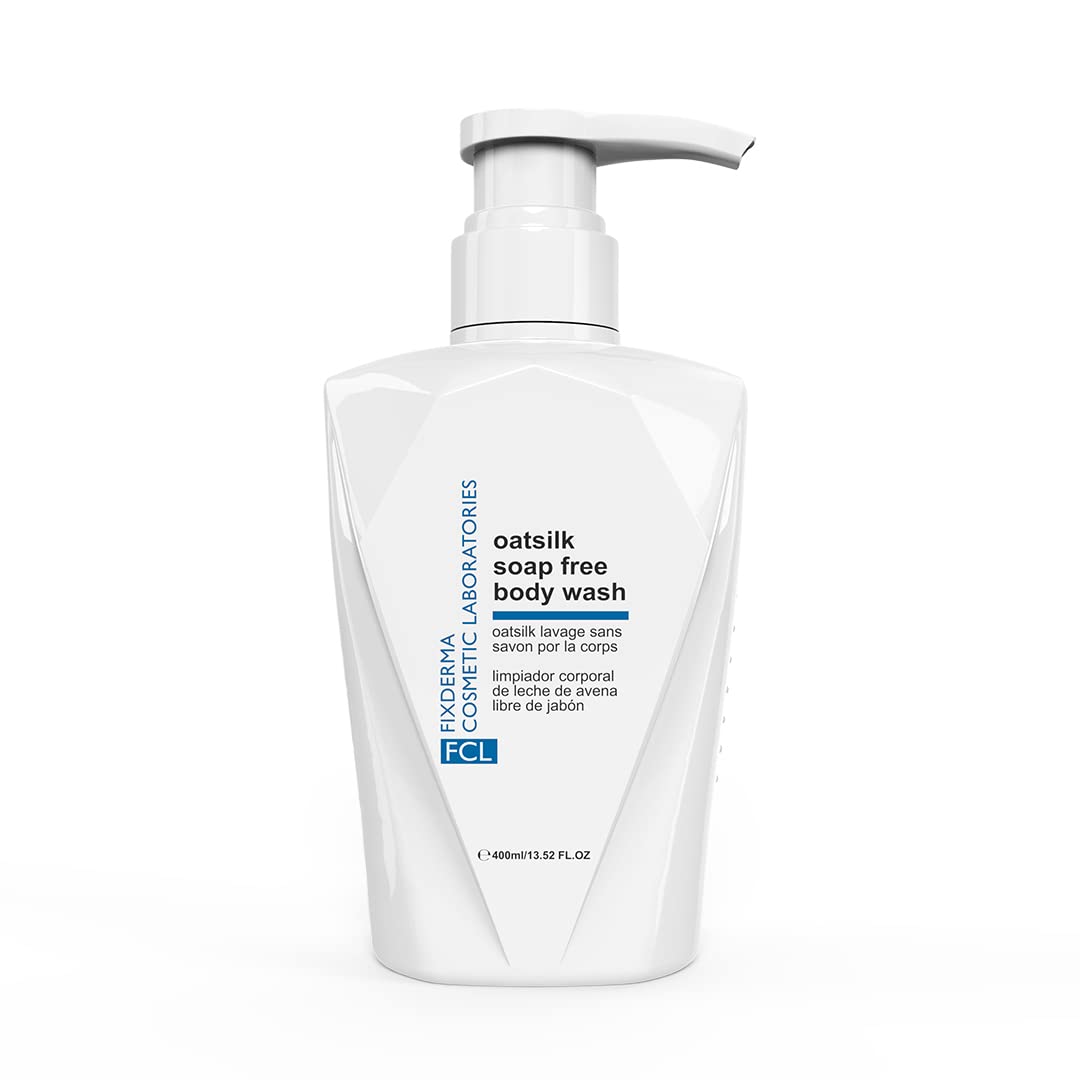 FIXDERMA
COSMETIC LABORATORIES
FCL
oatsilk
soap free
body wash
oatsilk lavage sans
savon por la corps
limpiador corporal
de leche de avena
libre de jabón
℮400ml/13.52 FL.OZ